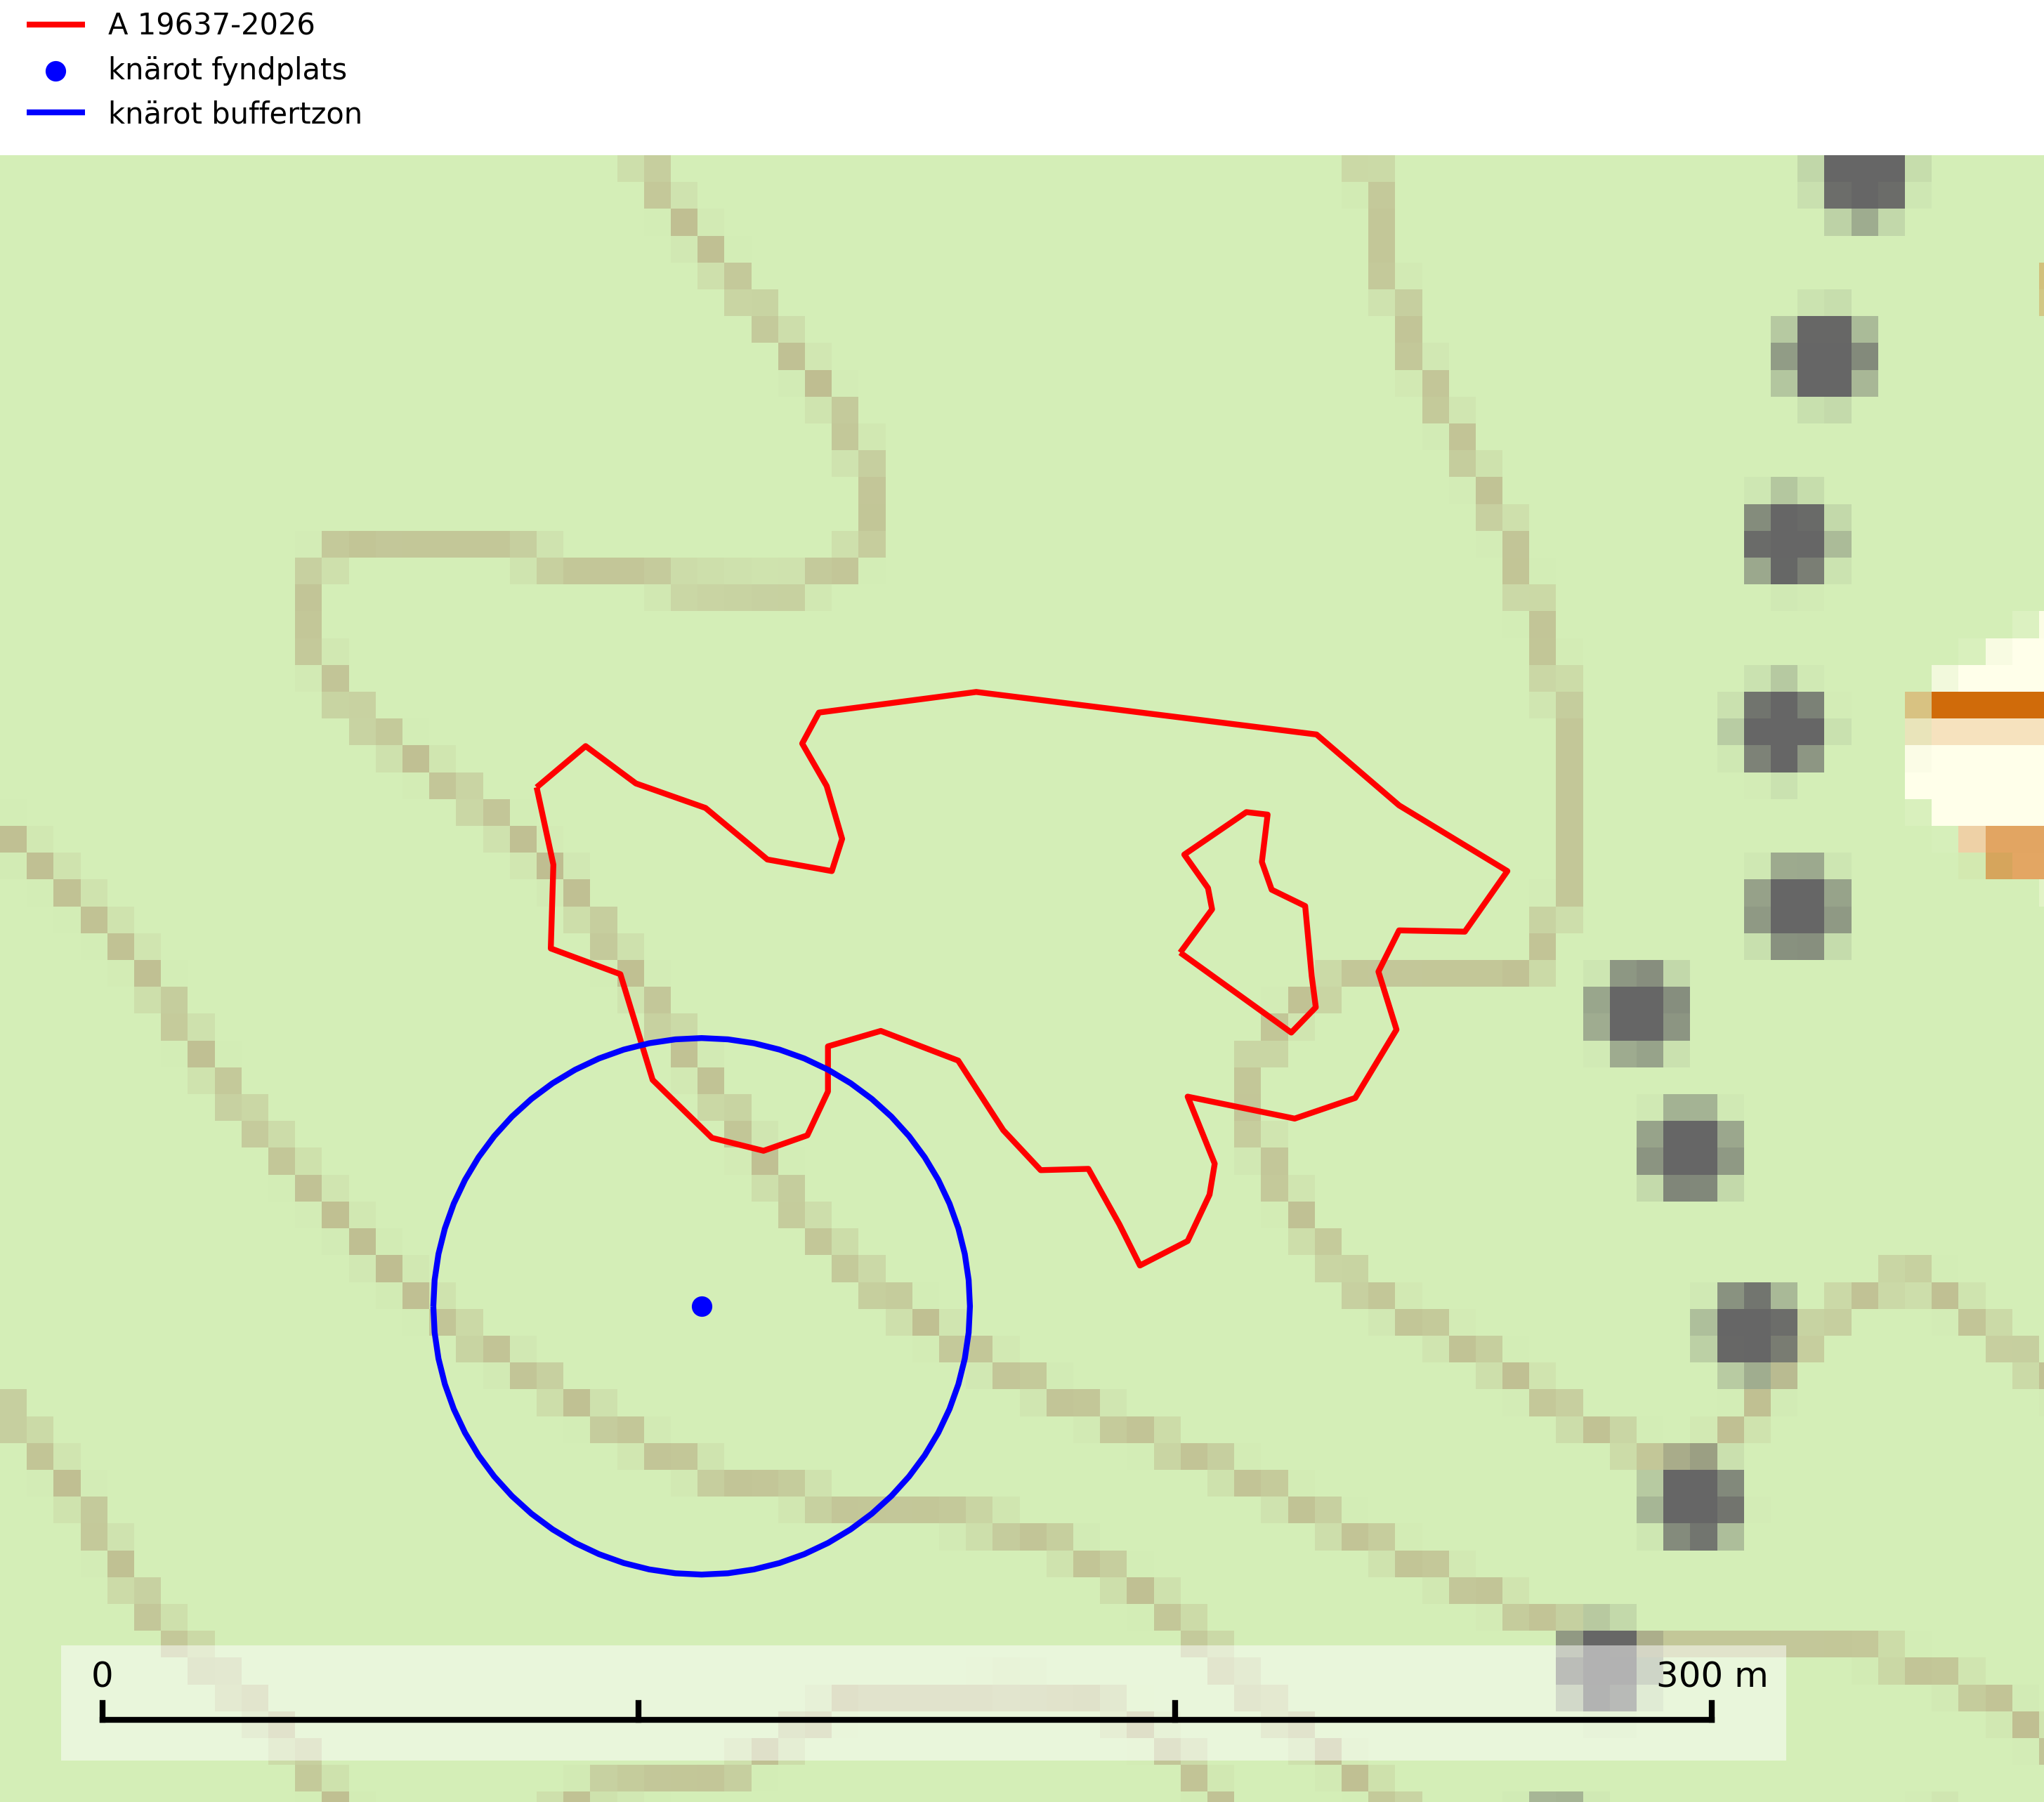 A 19637-2026
knärot fyndplats
knärot buffertzon
0
300 m